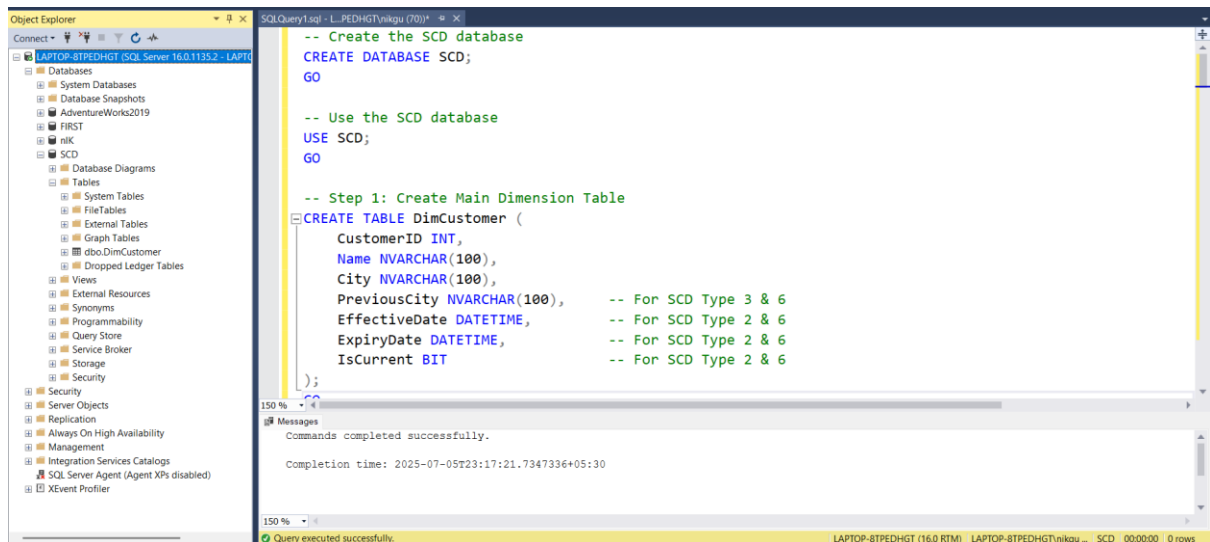 Object Explorer
Connect
LAPTOP-8TPEDHGT (SQL Server 16.0.1135.2 - LAPTO
Databases
System Databases
Database Snapshots
AdventureWorks2019
FIRST
nIK
SCD
Database Diagrams
Tables
System Tables
FileTables
External Tables
Graph Tables
dbo.DimCustomer
Dropped Ledger Tables
Views
External Resources
Synonyms
Programmability
Query Store
Service Broker
Storage
Security
Security
Server Objects
Replication
Always On High Availability
Management
Integration Services Catalogs
SQL Server Agent (Agent XPs disabled)
XEvent Profiler
SQLQuery1.sql - L...PEDHGT\nikgu (70))*
-- Create the SCD database
CREATE DATABASE SCD;
GO
-- Use the SCD database
USE SCD;
GO
-- Step 1: Create Main Dimension Table
CREATE TABLE DimCustomer (
CustomerID INT,
Name NVARCHAR(100),
City NVARCHAR(100),
PreviousCity NVARCHAR(100), -- For SCD Type 3 & 6
EffectiveDate DATETIME, -- For SCD Type 2 & 6
ExpiryDate DATETIME, -- For SCD Type 2 & 6
IsCurrent BIT -- For SCD Type 2 & 6
);
GO
150 %
Messages
Commands completed successfully.
Completion time: 2025-07-05T23:17:21.7347336+05:30
150 %
Query executed successfully. LAPTOP-8TPEDHGT (16.0 RTM) LAPTOP-8TPEDHGT\nikgu ... SCD 00:00:00 0 rows